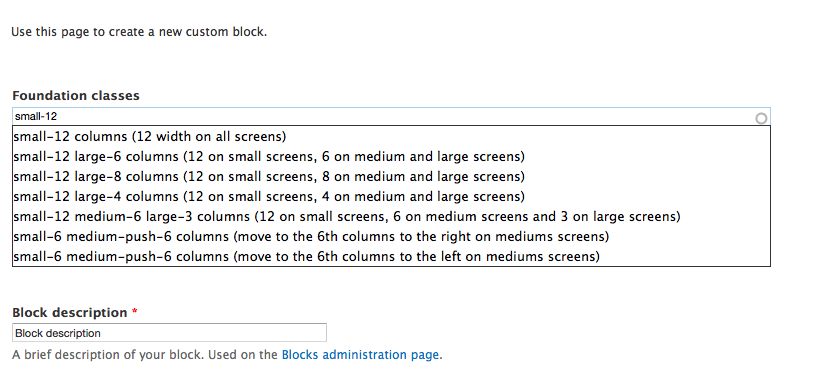 Use this page to create a new custom block.
Foundation classes
small-12
small-12 columns (12 width on all screens)
small-12 large-6 columns (12 on small screens, 6 on medium and large screens)
small-12 large-8 columns (12 on small screens, 8 on medium and large screens)
small-12 large-4 columns (12 on small screens, 4 on medium and large screens)
small-12 medium-6 large-3 columns (12 on small screens, 6 on medium screens and 3 on large screens)
small-6 medium-push-6 columns (move to the 6th columns to the right on mediums screens)
small-6 medium-push-6 columns (move to the 6th columns to the left on mediums screens)
Block description *
Block description
A brief description of your block. Used on the Blocks administration page.